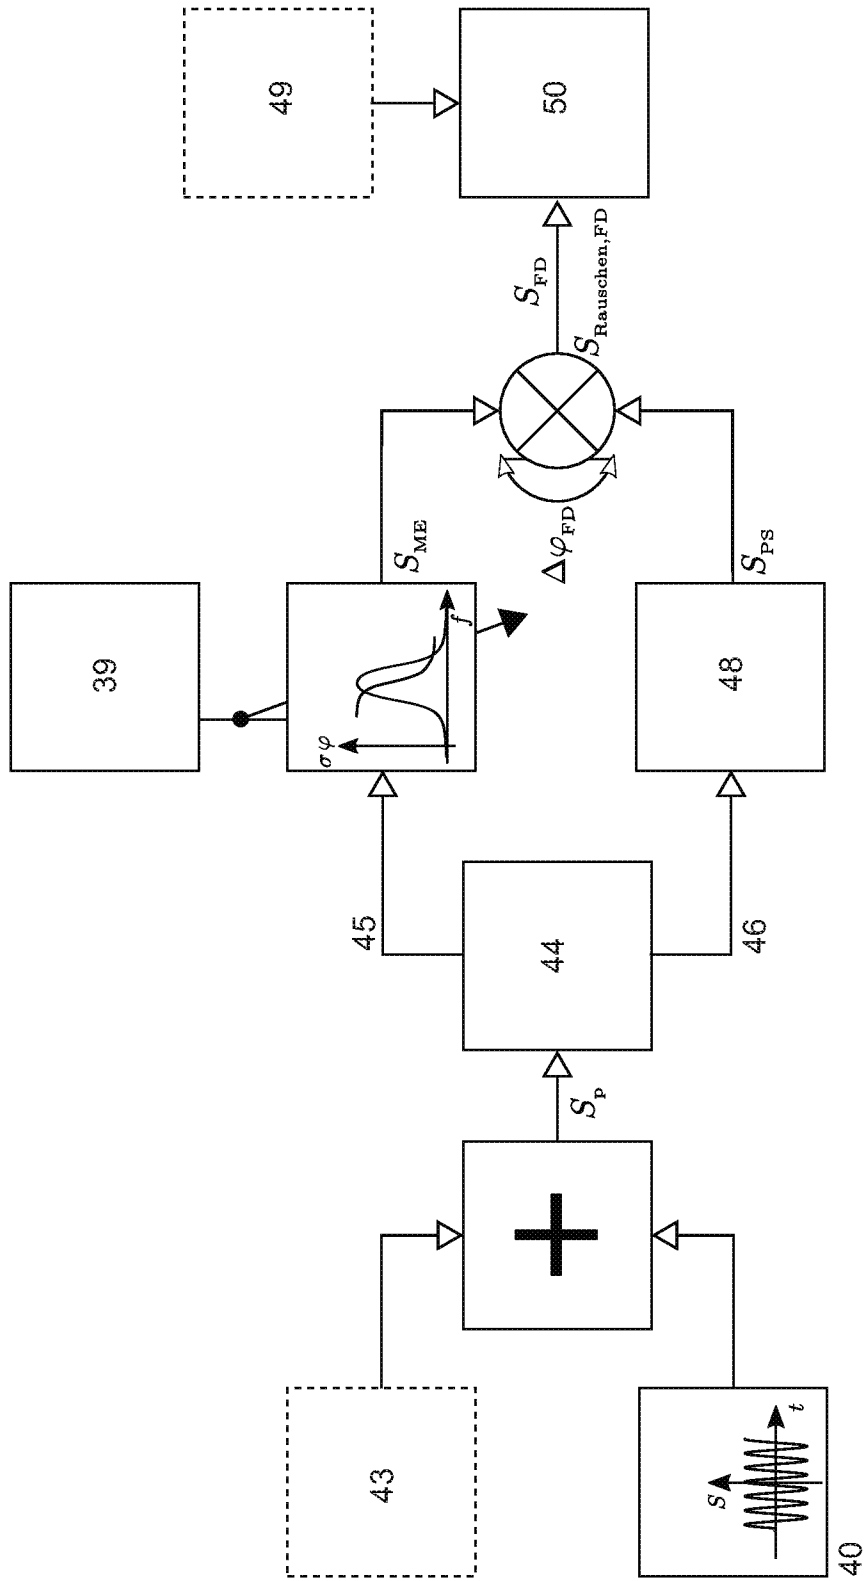 39
49
43
σφ
f
45
S_ME
S_FD
S_Rauschen,FD
50
S_p
44
Δφ_FD
S
t
40
46
48
S_PS